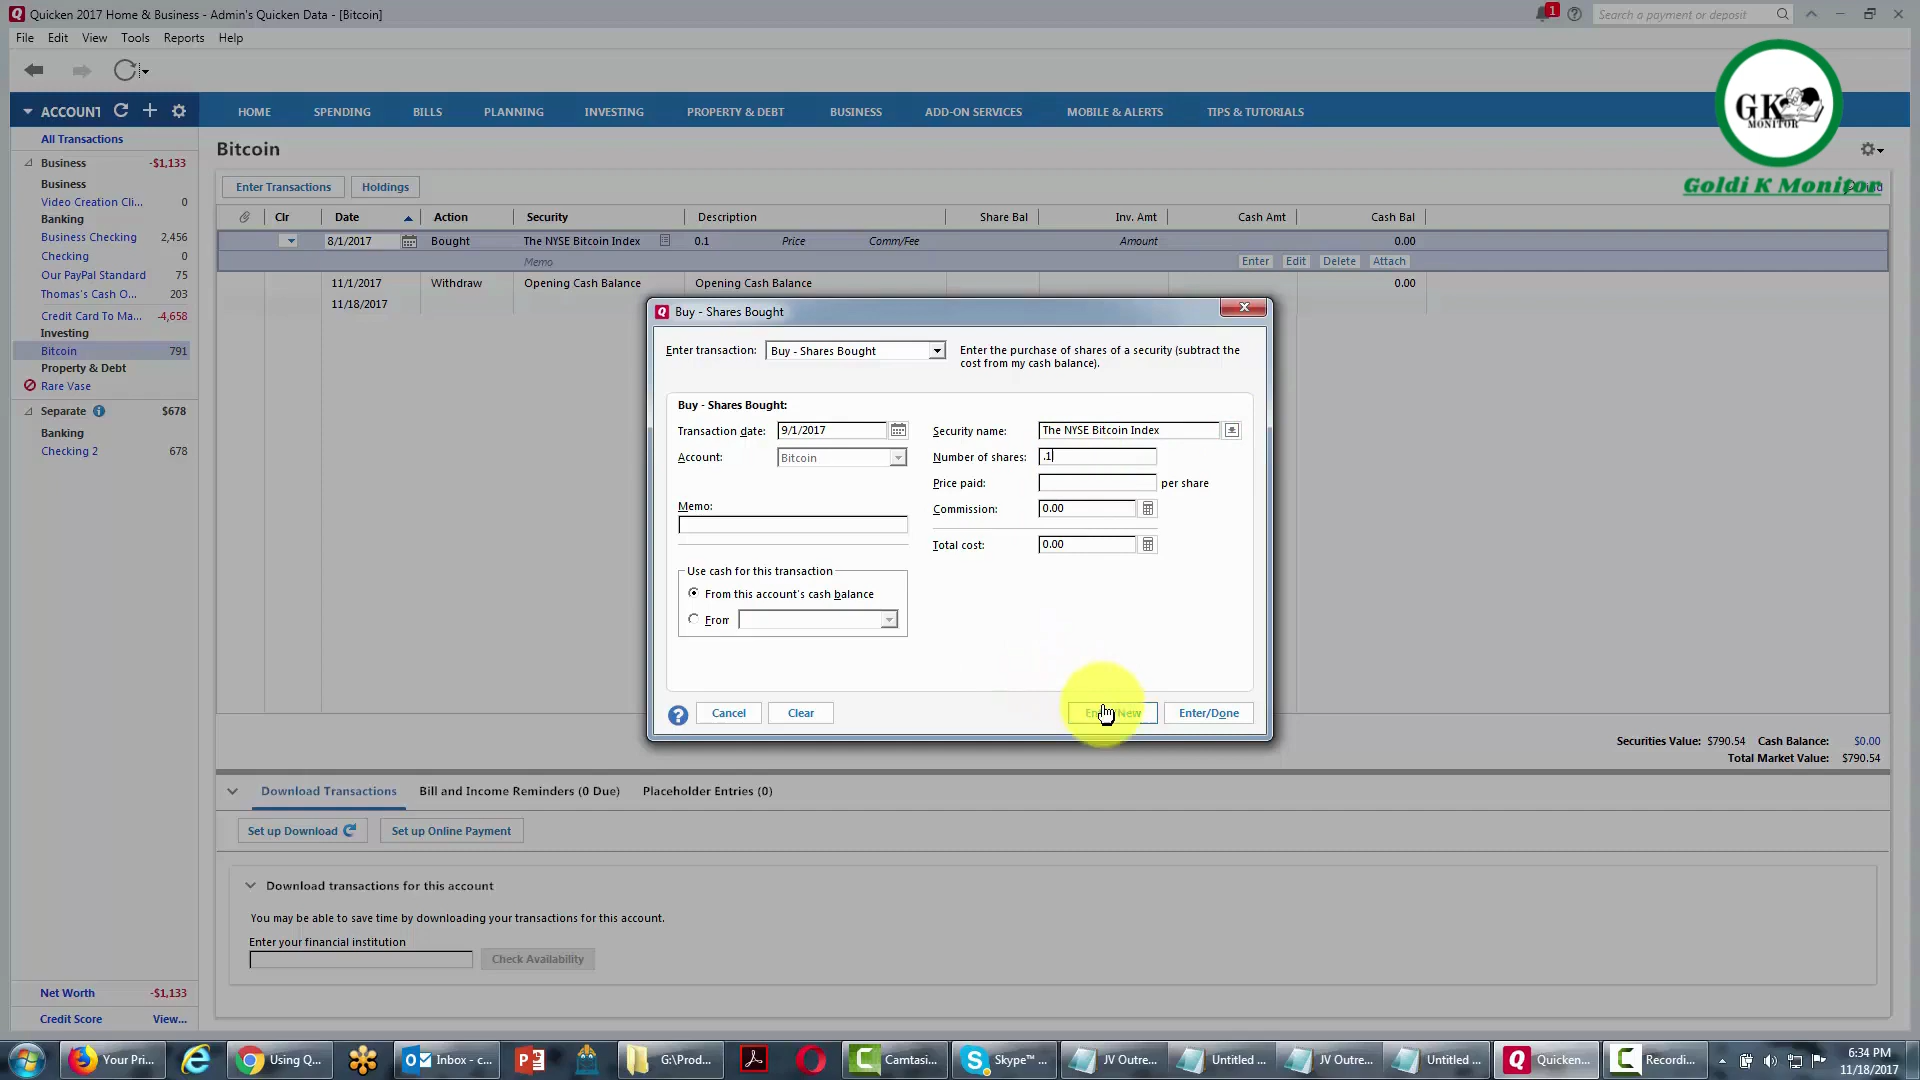 Quicken 2017 Home & Business - Admin's Quicken Data - [Bitcoin]
1
Search a payment or deposit
File Edit View Tools Reports Help
GK
MONITOR
Goldi K Monitor
ACCOUNT
HOME SPENDING BILLS PLANNING INVESTING PROPERTY & DEBT BUSINESS ADD-ON SERVICES MOBILE & ALERTS TIPS & TUTORIALS
All Transactions
Business -$1,133
Business
Video Creation Cli... 0
Banking
Business Checking 2,456
Checking 0
Our PayPal Standard 75
Thomas's Cash O... 203
Credit Card To Ma... -4,658
Investing
Bitcoin 791
Property & Debt
Rare Vase
Separate $678
Banking
Checking 2 678
Net Worth -$1,133
Credit Score View...
Bitcoin
Enter Transactions Holdings
Clr Date Action Security Description Share Bal Inv. Amt Cash Amt Cash Bal
8/1/2017 Bought The NYSE Bitcoin Index 0.1 Price Comm/Fee Amount 0.00
Memo Enter Edit Delete Attach
11/1/2017 Withdraw Opening Cash Balance Opening Cash Balance 0.00
11/18/2017
Buy - Shares Bought
Enter transaction: Buy - Shares Bought Enter the purchase of shares of a security (subtract the
cost from my cash balance).
Buy - Shares Bought:
Transaction date: 9/1/2017 Security name: The NYSE Bitcoin Index
Account: Bitcoin Number of shares: .1
Price paid: per share
Memo: Commission: 0.00
Total cost: 0.00
Use cash for this transaction
From this account's cash balance
From
Cancel Clear New Enter/Done
Securities Value: $790.54 Cash Balance: $0.00
Total Market Value: $790.54
Download Transactions Bill and Income Reminders (0 Due) Placeholder Entries (0)
Set up Download Set up Online Payment
Download transactions for this account
You may be able to save time by downloading your transactions for this account.
Enter your financial institution
Check Availability
Your Pri... Using Q... Inbox - c... G:\Prod... Camtasi... Skype™ ... JV Outre... Untitled ... JV Outre... Untitled ... Quicken... Recordi...
6:34 PM
11/18/2017